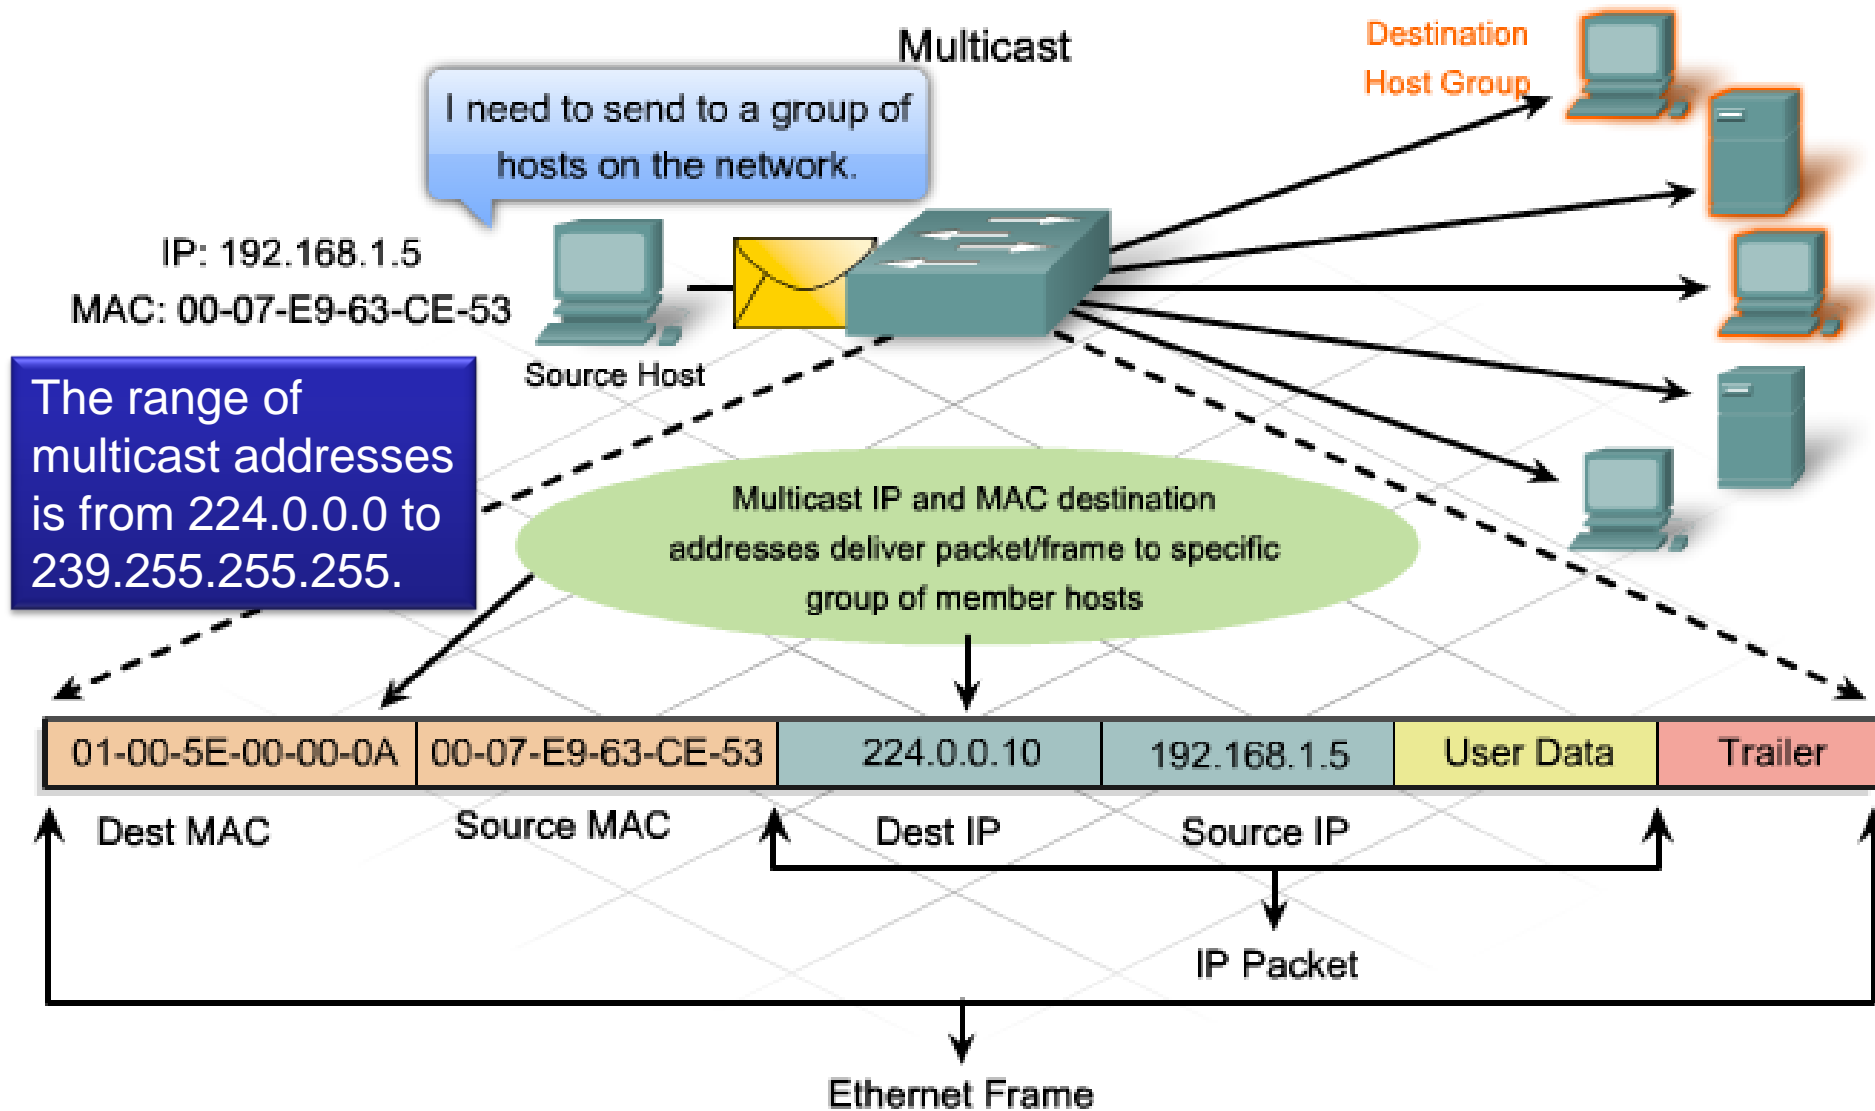 Multicast
Destination
Host Group
I need to send to a group of
hosts on the network.
IP: 192.168.1.5
MAC: 00-07-E9-63-CE-53
Source Host
The range of
multicast addresses
is from 224.0.0.0 to
239.255.255.255.
Multicast IP and MAC destination
addresses deliver packet/frame to specific
group of member hosts
01-00-5E-00-00-0A 00-07-E9-63-CE-53 224.0.0.10 192.168.1.5 User Data Trailer
Dest MAC Source MAC Dest IP Source IP
IP Packet
Ethernet Frame